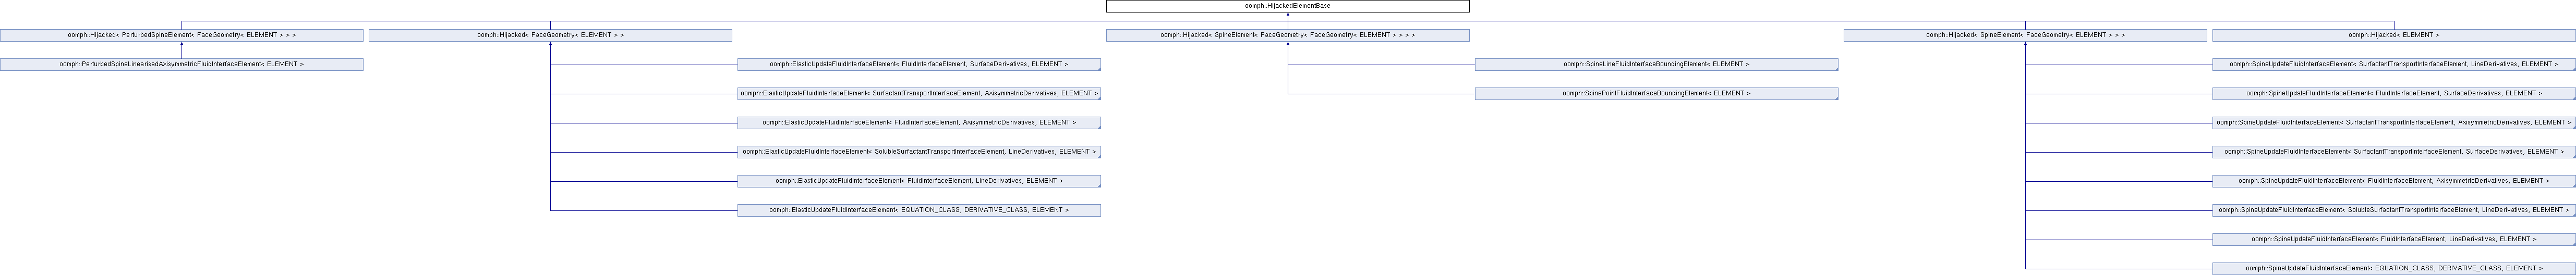 oomph::HijackedElementBase
oomph::Hijacked< PerturbedSpineElement< FaceGeometry< ELEMENT > > >
oomph::Hijacked< FaceGeometry< ELEMENT > >
oomph::Hijacked< SpineElement< FaceGeometry< FaceGeometry< ELEMENT > > > >
oomph::Hijacked< SpineElement< FaceGeometry< ELEMENT > > >
oomph::Hijacked< ELEMENT >
oomph::PerturbedSpineLinearisedAxisymmetricFluidInterfaceElement< ELEMENT >
oomph::ElasticUpdateFluidInterfaceElement< FluidInterfaceElement, SurfaceDerivatives, ELEMENT >
oomph::SpineLineFluidInterfaceBoundingElement< ELEMENT >
oomph::SpineUpdateFluidInterfaceElement< SurfactantTransportInterfaceElement, LineDerivatives, ELEMENT >
oomph::ElasticUpdateFluidInterfaceElement< SurfactantTransportInterfaceElement, AxisymmetricDerivatives, ELEMENT >
oomph::SpinePointFluidInterfaceBoundingElement< ELEMENT >
oomph::SpineUpdateFluidInterfaceElement< FluidInterfaceElement, SurfaceDerivatives, ELEMENT >
oomph::ElasticUpdateFluidInterfaceElement< FluidInterfaceElement, AxisymmetricDerivatives, ELEMENT >
oomph::SpineUpdateFluidInterfaceElement< SurfactantTransportInterfaceElement, AxisymmetricDerivatives, ELEMENT >
oomph::ElasticUpdateFluidInterfaceElement< SolubleSurfactantTransportInterfaceElement, LineDerivatives, ELEMENT >
oomph::SpineUpdateFluidInterfaceElement< SurfactantTransportInterfaceElement, SurfaceDerivatives, ELEMENT >
oomph::ElasticUpdateFluidInterfaceElement< FluidInterfaceElement, LineDerivatives, ELEMENT >
oomph::SpineUpdateFluidInterfaceElement< FluidInterfaceElement, AxisymmetricDerivatives, ELEMENT >
oomph::ElasticUpdateFluidInterfaceElement< EQUATION_CLASS, DERIVATIVE_CLASS, ELEMENT >
oomph::SpineUpdateFluidInterfaceElement< SolubleSurfactantTransportInterfaceElement, LineDerivatives, ELEMENT >
oomph::SpineUpdateFluidInterfaceElement< FluidInterfaceElement, LineDerivatives, ELEMENT >
oomph::SpineUpdateFluidInterfaceElement< EQUATION_CLASS, DERIVATIVE_CLASS, ELEMENT >